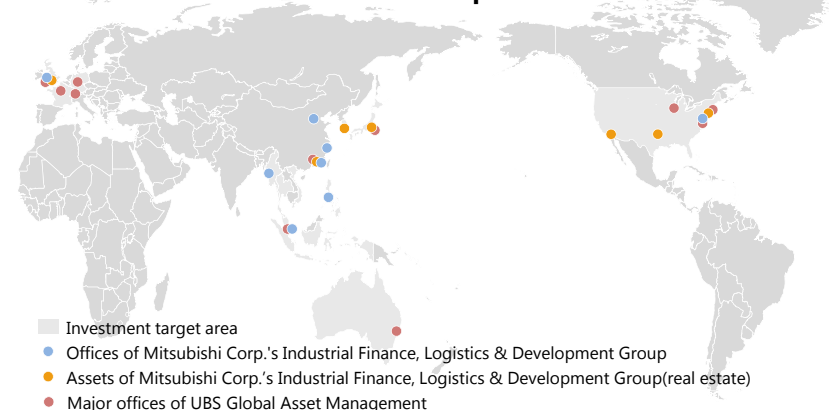 Investment target area
Offices of Mitsubishi Corp.'s Industrial Finance, Logistics & Development Group
Assets of Mitsubishi Corp.’s Industrial Finance, Logistics & Development Group(real estate)
Major offices of UBS Global Asset Management